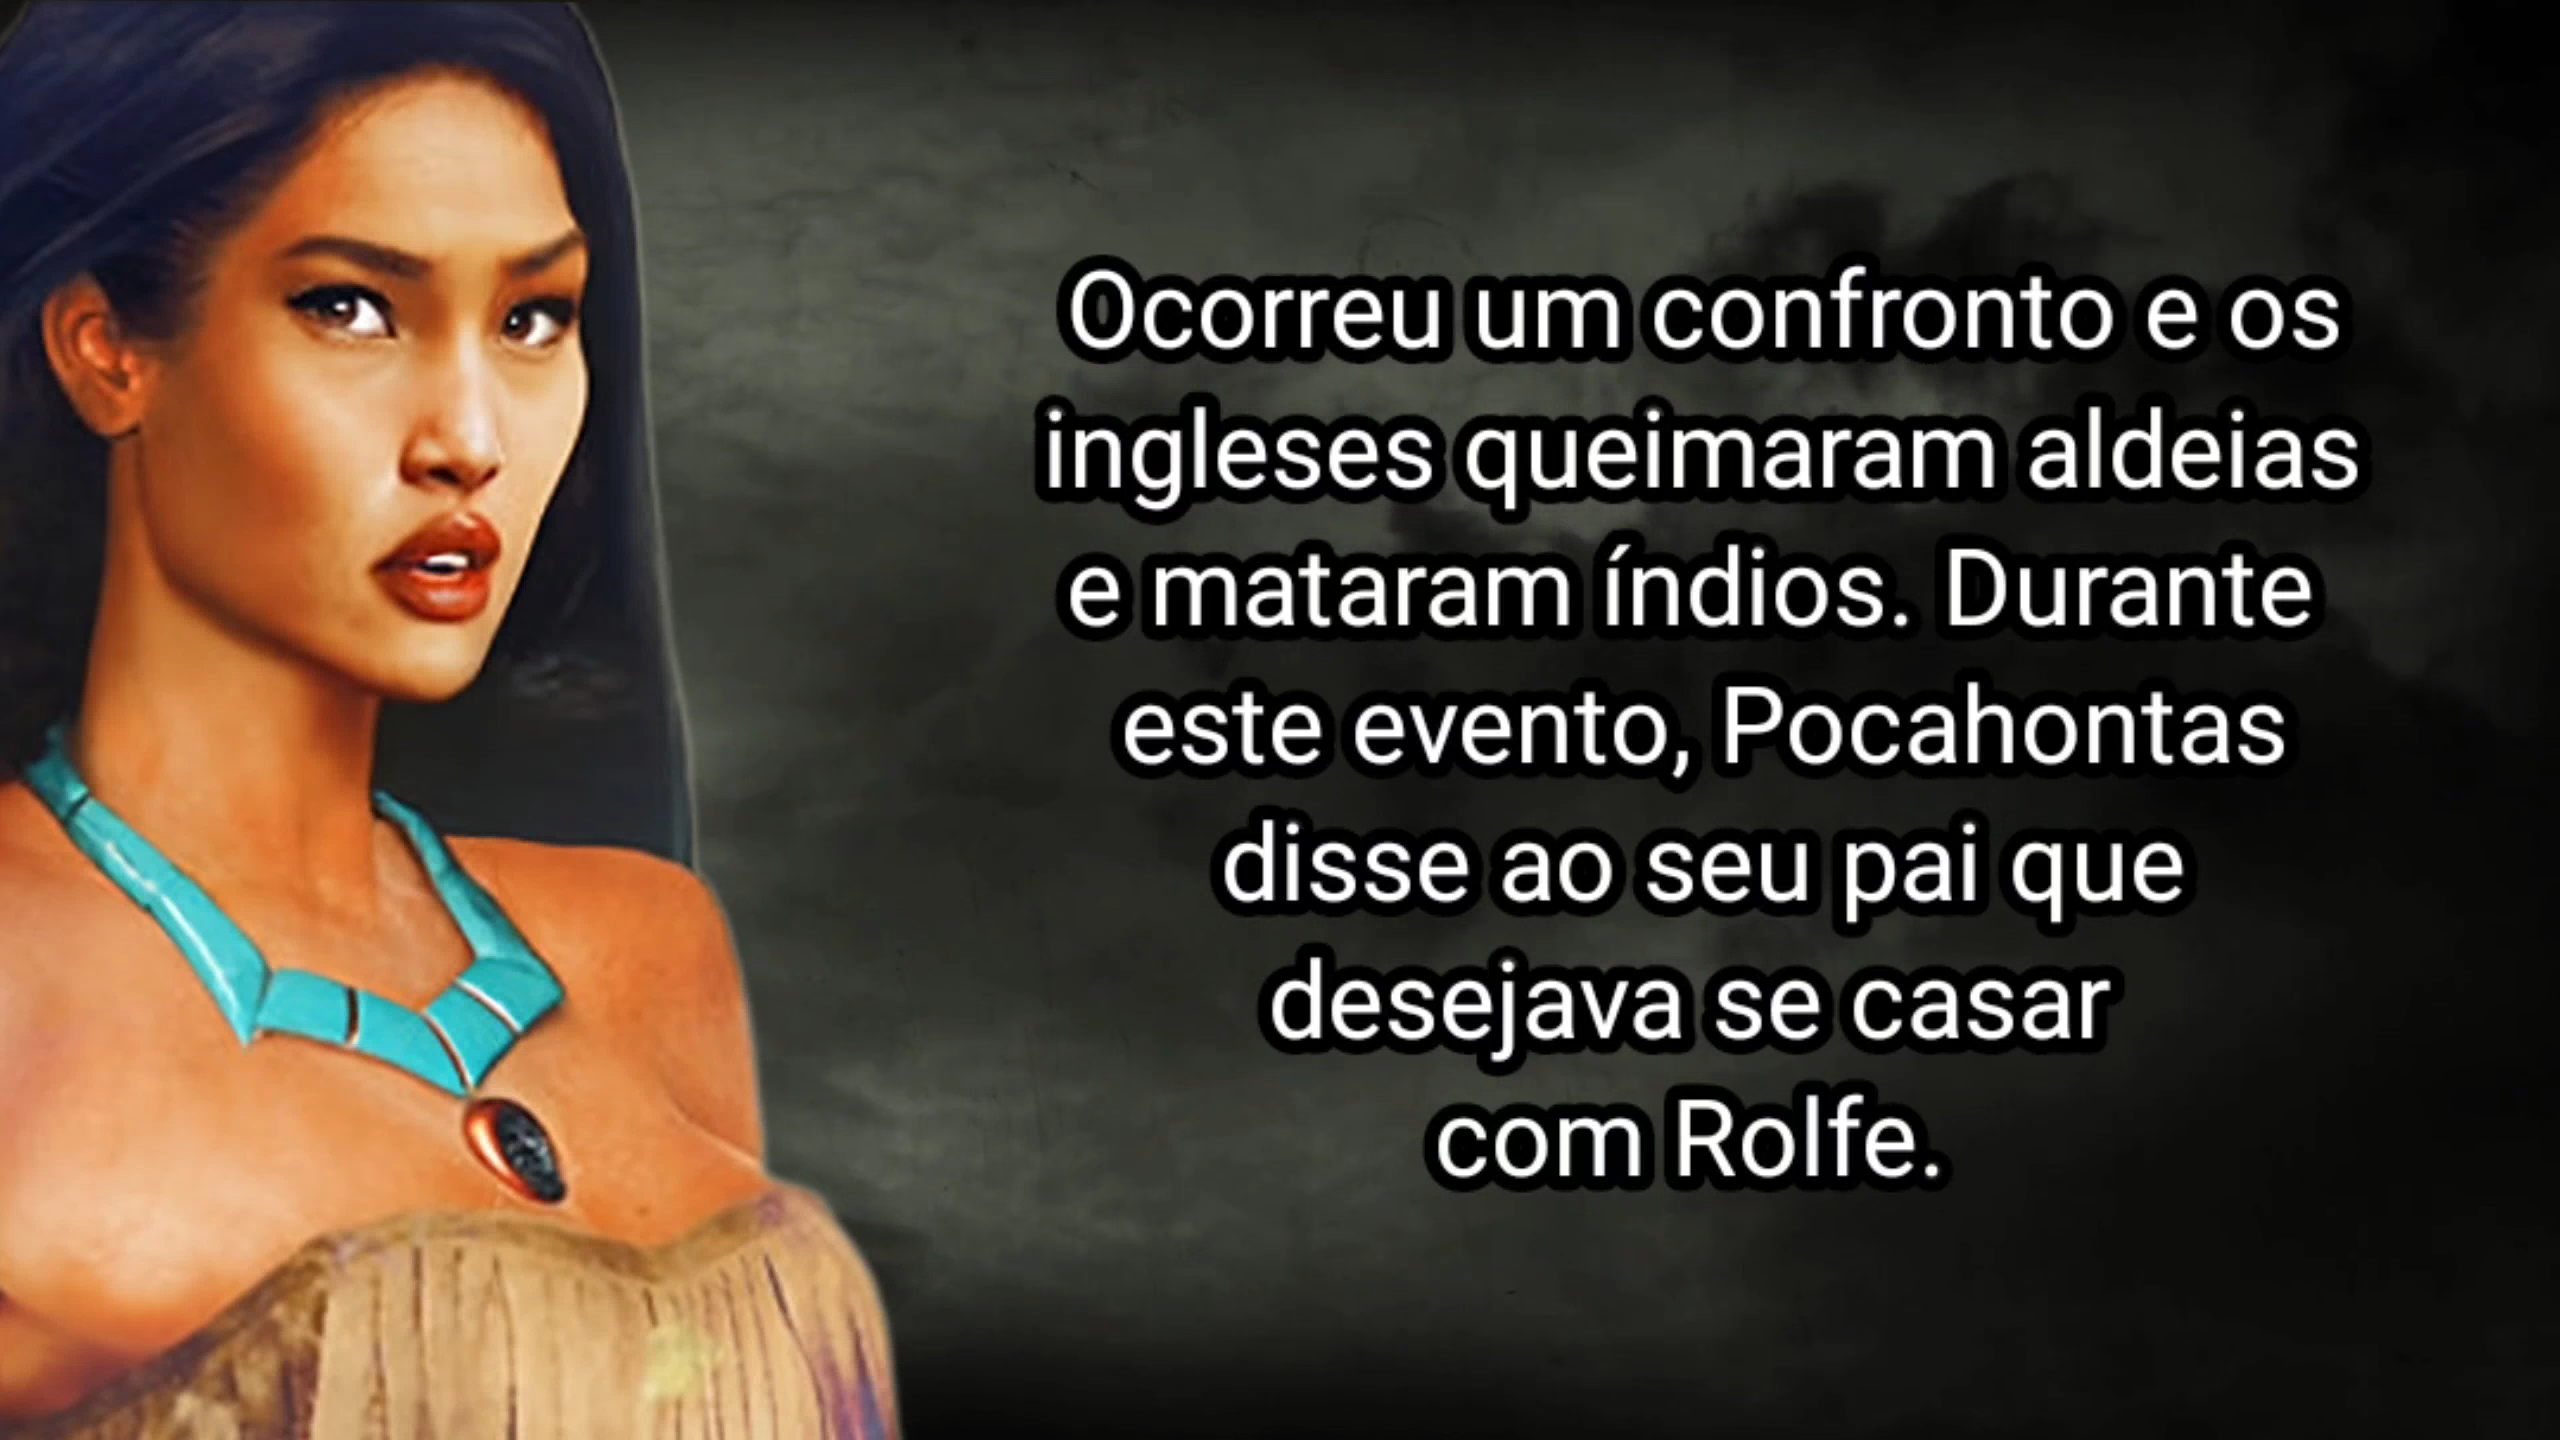 Ocorreu um confronto e os
ingleses queimaram aldeias
e mataram índios. Durante
este evento, Pocahontas
disse ao seu pai que
desejava se casar
com Rolfe.